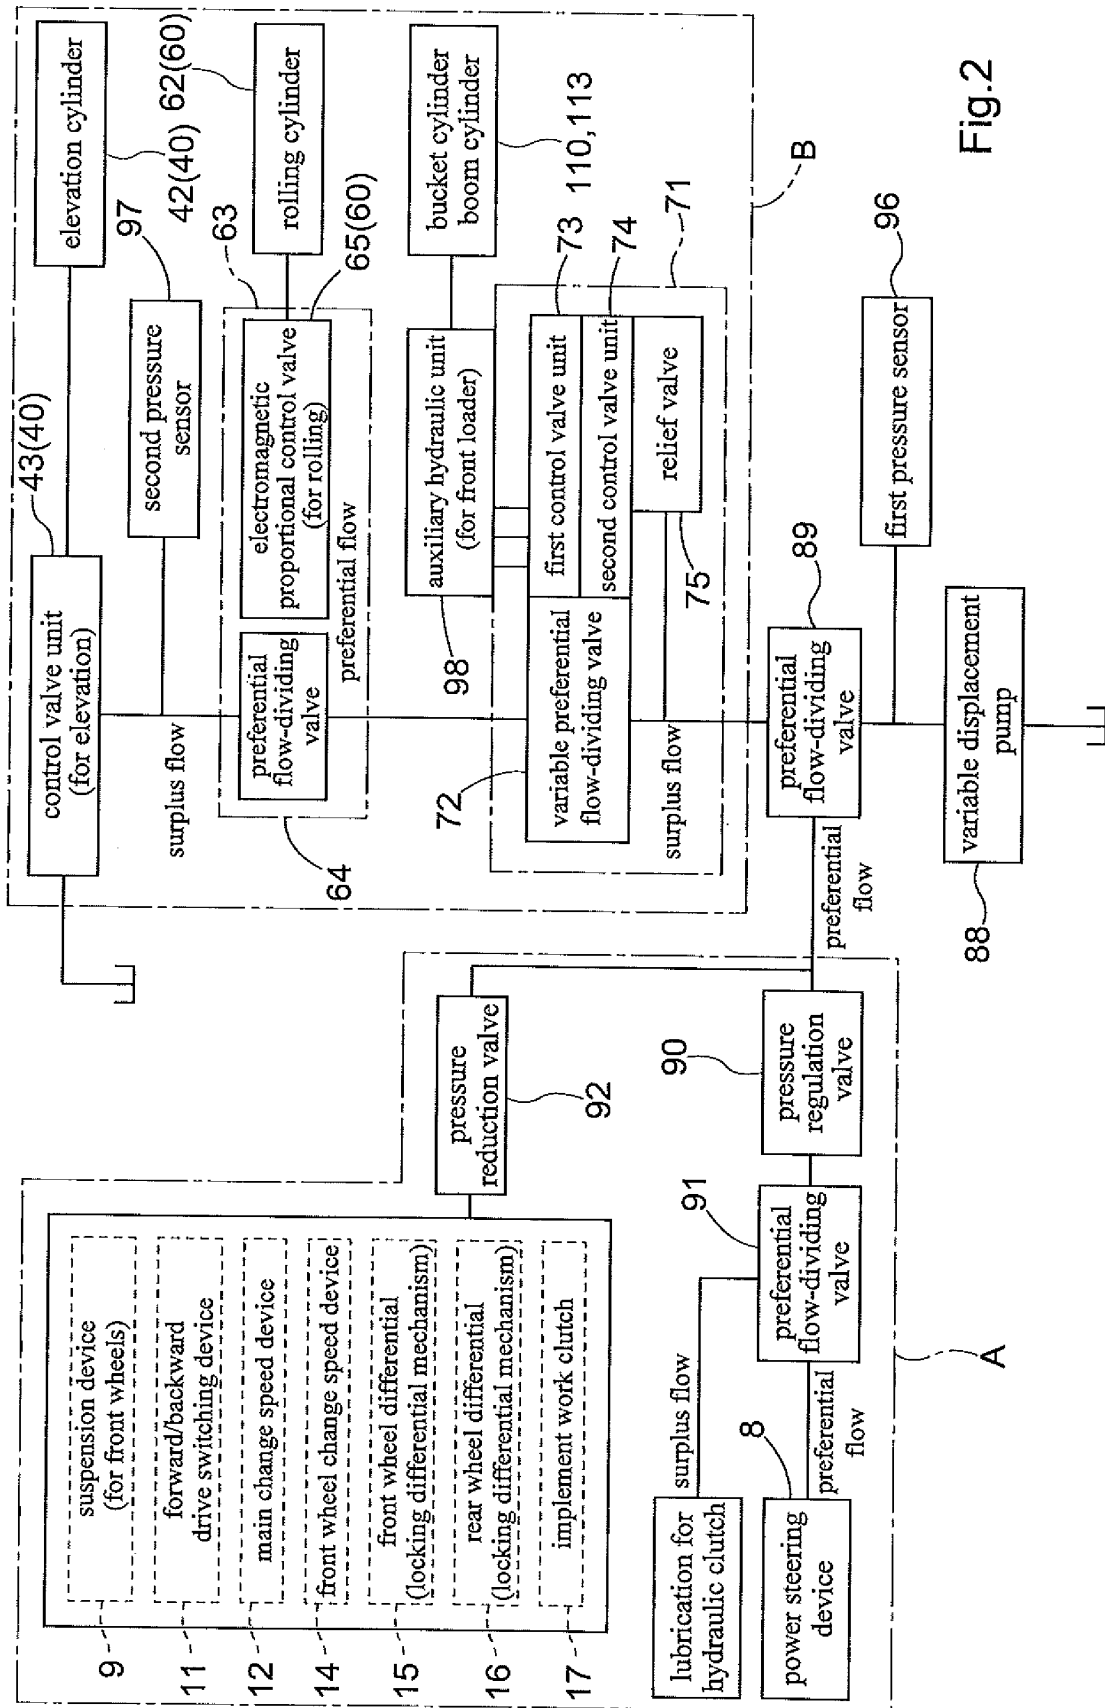 suspension device
(for front wheels)
9
forward/backward
drive switching device
11
main change speed device
12
front wheel change speed device
14
front wheel differential
(locking differential mechanism)
15
rear wheel differential
(locking differential mechanism)
16
implement work clutch
17
pressure
reduction valve
92
lubrication for
hydraulic clutch
surplus flow
power steering
device
8
preferential
flow
preferential
flow-dividing
valve
91
pressure
regulation
valve
90
A
preferential
flow
control valve unit
(for elevation)
43(40)
elevation cylinder
42(40)
second pressure
sensor
97
surplus flow
preferential
flow-dividing
valve
64
electromagnetic
proportional control valve
(for rolling)
65(60)
63
preferential flow
rolling cylinder
62(60)
auxiliary hydraulic unit
(for front loader)
98
bucket cylinder
boom cylinder
110,113
variable preferential
flow-dividing valve
72
first control valve unit
73
second control valve unit
74
relief valve
75
71
surplus flow
B
preferential
flow-dividing
valve
89
first pressure sensor
96
variable displacement
pump
88
Fig.2